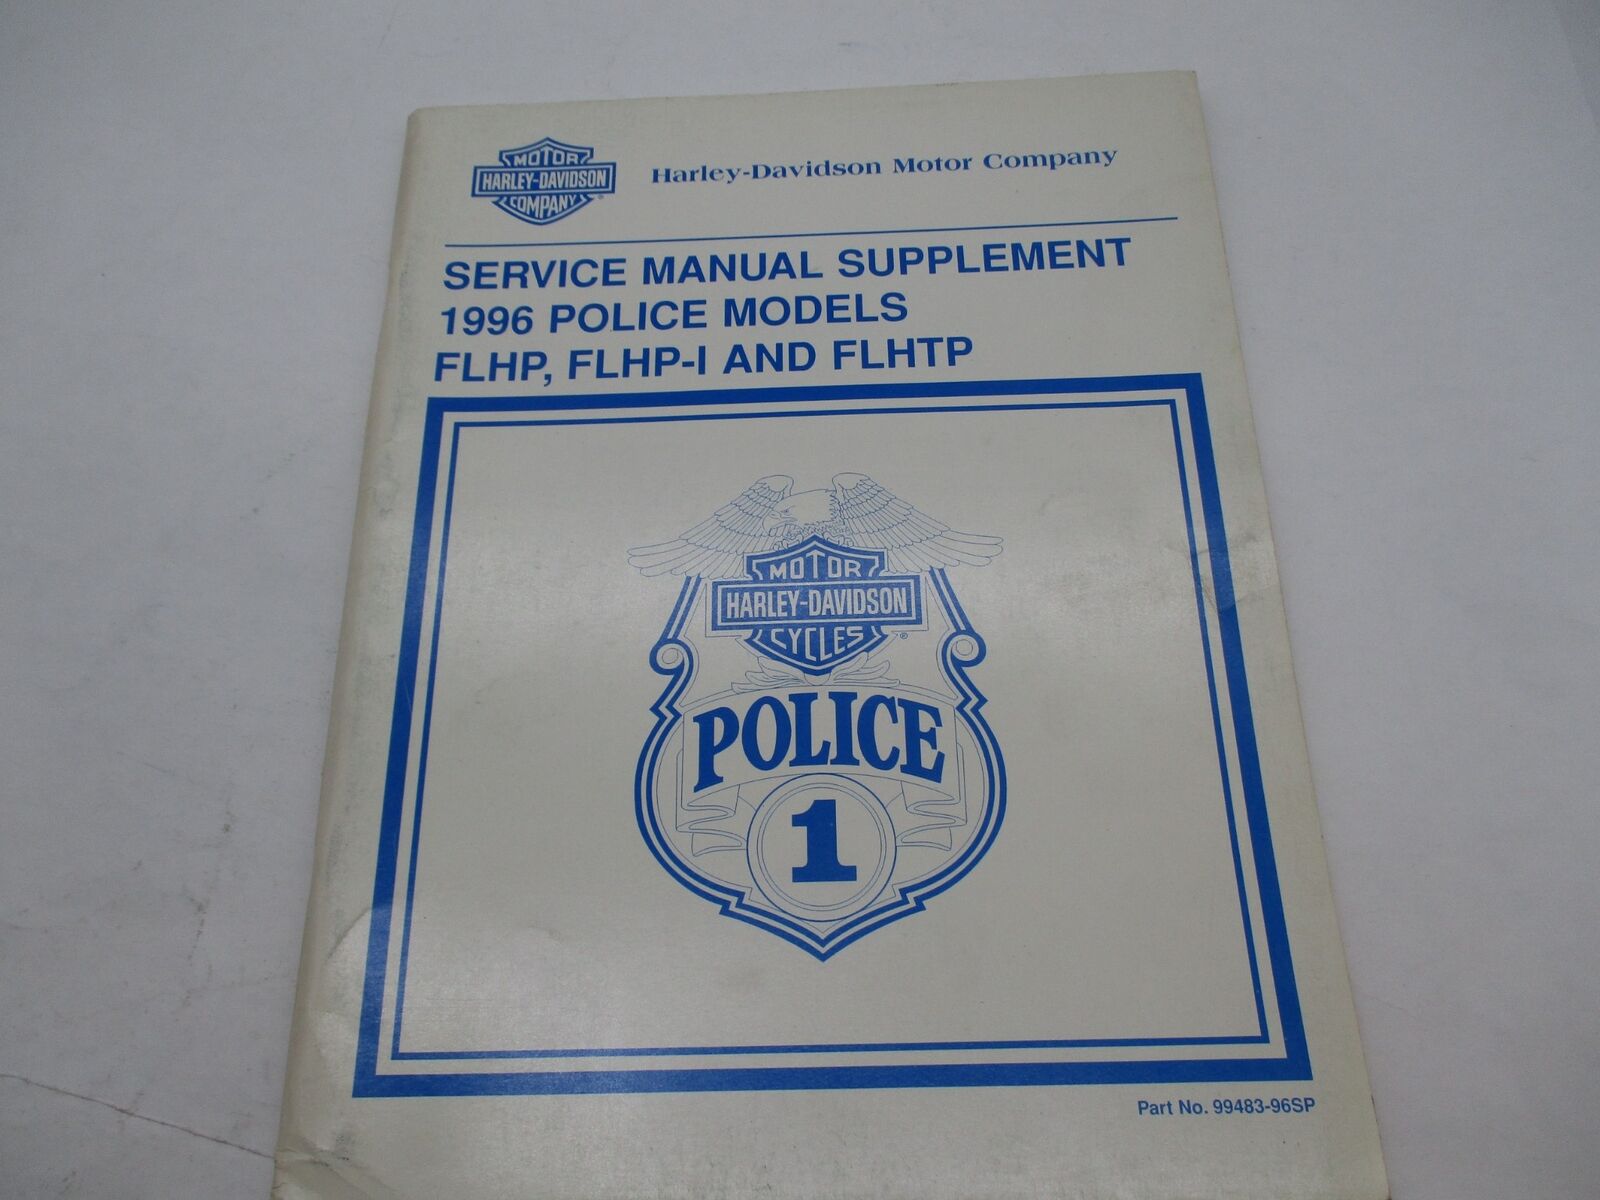 MOTOR
HARLEY-DAVIDSON
COMPANY
®
Harley-Davidson Motor Company
SERVICE MANUAL SUPPLEMENT
1996 POLICE MODELS
FLHP, FLHP-I AND FLHTP
MOTOR
HARLEY-DAVIDSON
CYCLES
®
POLICE
1
Part No. 99483-96SP